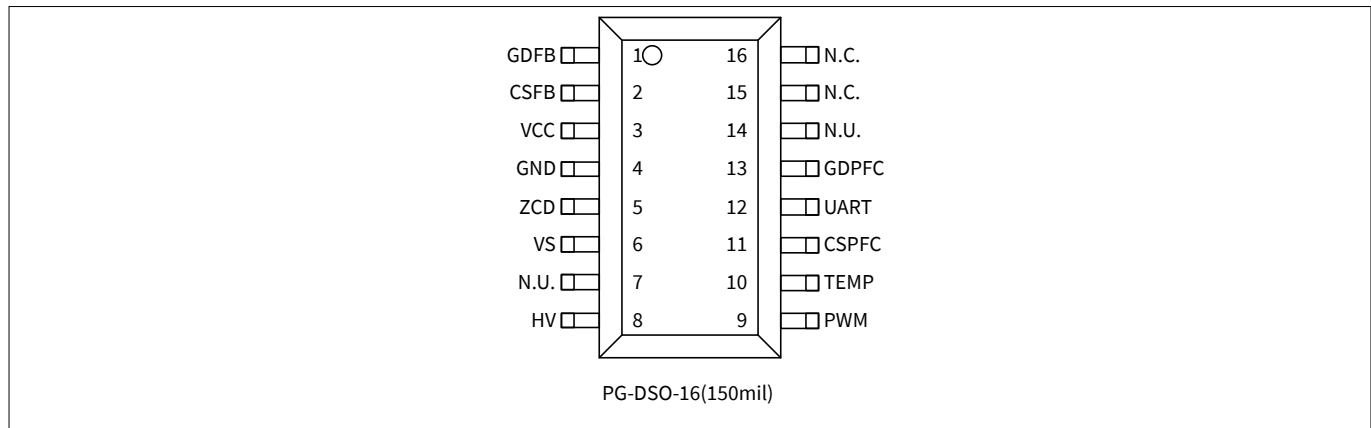 GDFB 1 16 N.C.
CSFB 2 15 N.C.
VCC 3 14 N.U.
GND 4 13 GDPFC
ZCD 5 12 UART
VS 6 11 CSPFC
N.U. 7 10 TEMP
HV 8 9 PWM
PG-DSO-16(150mil)